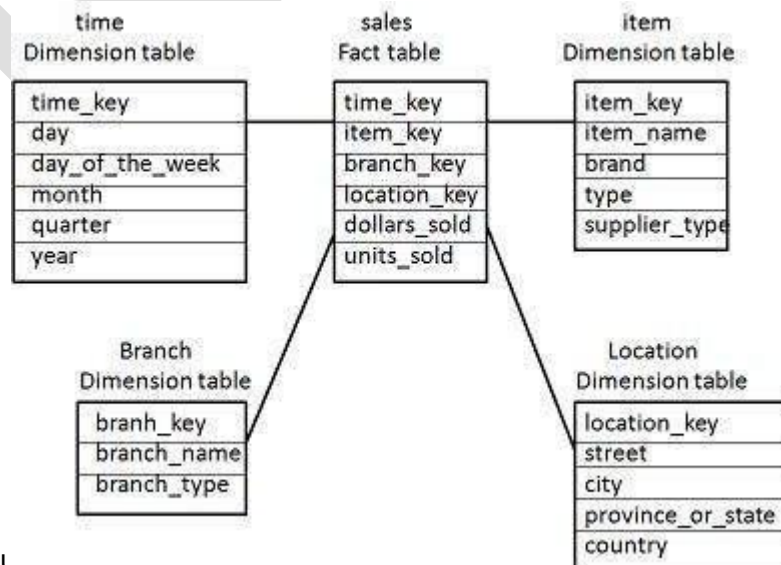 time
Dimension table
time_key
day
day_of_the_week
month
quarter
year
sales
Fact table
time_key
item_key
branch_key
location_key
dollars_sold
units_sold
item
Dimension table
item_key
item_name
brand
type
supplier_type
Branch
Dimension table
branh_key
branch_name
branch_type
Location
Dimension table
location_key
street
city
province_or_state
country